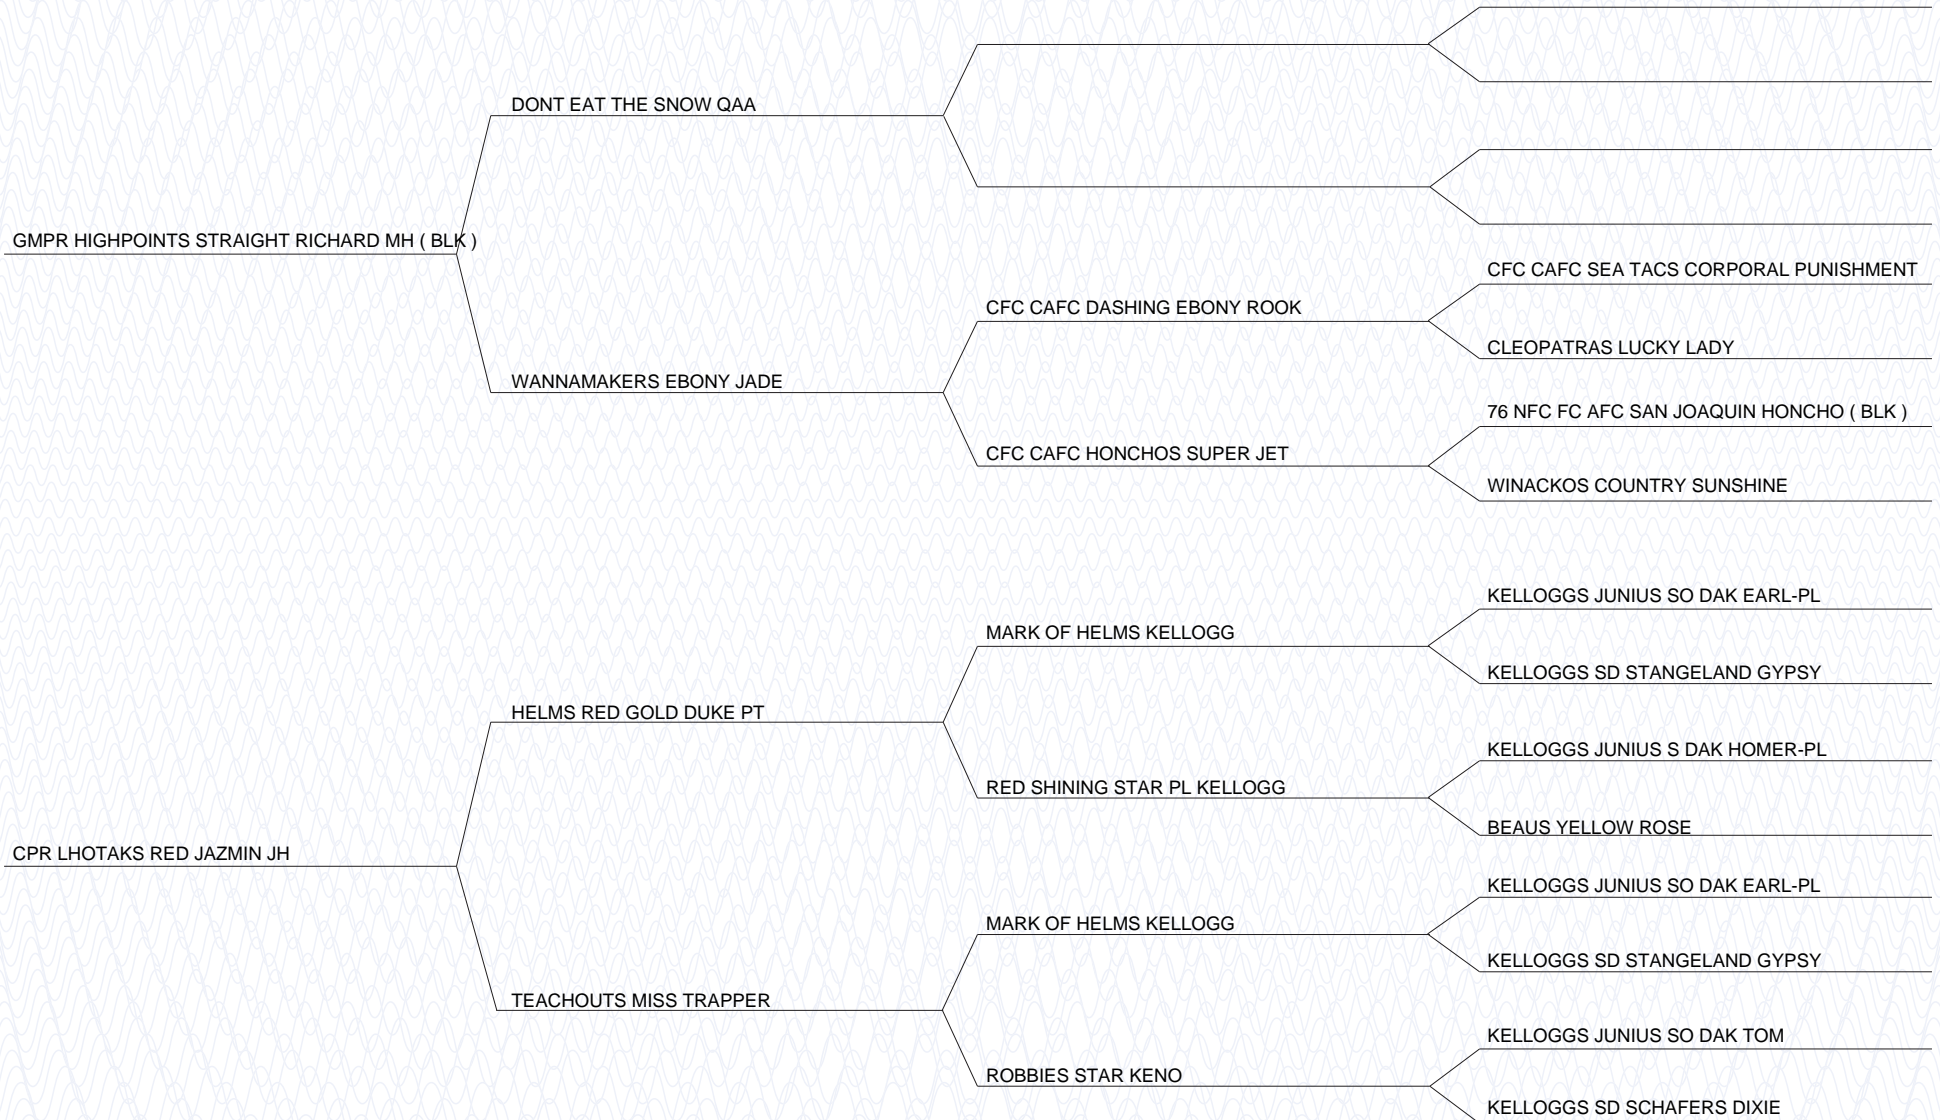 DONT EAT THE SNOW QAA
GMPR HIGHPOINTS STRAIGHT RICHARD MH ( BLK )
CFC CAFC SEA TACS CORPORAL PUNISHMENT
CFC CAFC DASHING EBONY ROOK
CLEOPATRAS LUCKY LADY
WANNAMAKERS EBONY JADE
76 NFC FC AFC SAN JOAQUIN HONCHO ( BLK )
CFC CAFC HONCHOS SUPER JET
WINACKOS COUNTRY SUNSHINE
KELLOGGS JUNIUS SO DAK EARL-PL
MARK OF HELMS KELLOGG
KELLOGGS SD STANGELAND GYPSY
HELMS RED GOLD DUKE PT
KELLOGGS JUNIUS S DAK HOMER-PL
RED SHINING STAR PL KELLOGG
BEAUS YELLOW ROSE
CPR LHOTAKS RED JAZMIN JH
KELLOGGS JUNIUS SO DAK EARL-PL
MARK OF HELMS KELLOGG
KELLOGGS SD STANGELAND GYPSY
TEACHOUTS MISS TRAPPER
KELLOGGS JUNIUS SO DAK TOM
ROBBIES STAR KENO
KELLOGGS SD SCHAFERS DIXIE